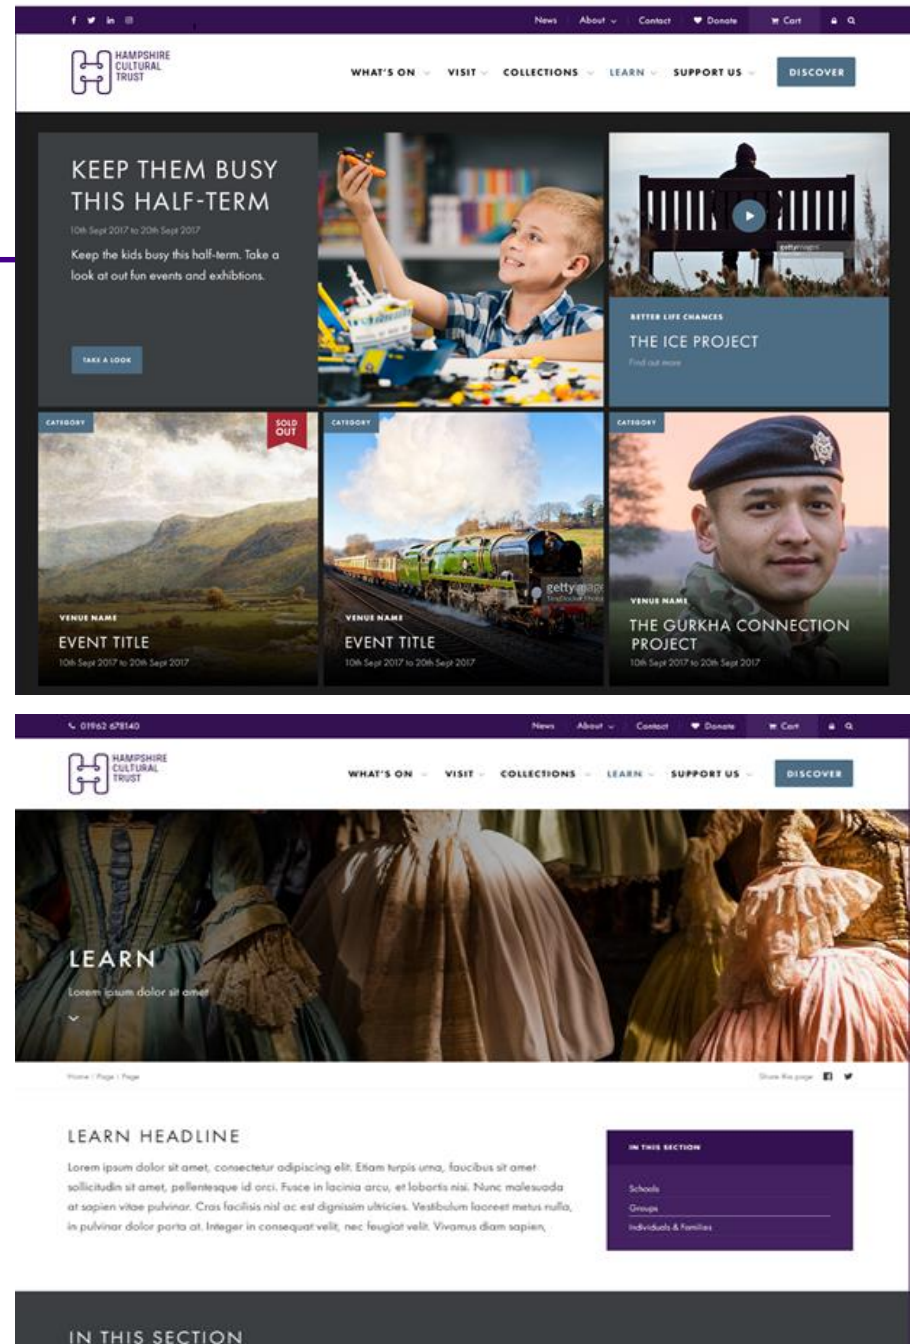 News About Contact Donate Cart
HAMPSHIRE
CULTURAL
TRUST
WHAT'S ON VISIT COLLECTIONS LEARN SUPPORT US DISCOVER
KEEP THEM BUSY
THIS HALF-TERM
10th Sept 2017 to 20th Sept 2017
Keep the kids busy this half-term. Take a
look at out fun events and exhibtions.
TAKE A LOOK
gettyimages
BETTER LIFE CHANCES
THE ICE PROJECT
Find out more
CATEGORY
SOLD
OUT
VENUE NAME
EVENT TITLE
10th Sept 2017 to 20th Sept 2017
CATEGORY
gettyimage
VENUE NAME
EVENT TITLE
10th Sept 2017 to 20th Sept 2017
CATEGORY
VENUE NAME
THE GURKHA CONNECTION
PROJECT
10th Sept 2017 to 20th Sept 2017
01962 678140 News About Contact Donate Cart
HAMPSHIRE
CULTURAL
TRUST
WHAT'S ON VISIT COLLECTIONS LEARN SUPPORT US DISCOVER
LEARN
Lorem ipsum dolor sit amet
Home / Page / Page Share this page
LEARN HEADLINE
Lorem ipsum dolor sit amet, consectetur adipiscing elit. Etiam turpis urna, faucibus sit amet
sollicitudin sit amet, pellentesque id orci. Fusce in lacinia arcu, et lobortis nisi. Nunc malesuada
at sapien vitae pulvinar. Cras facilisis nisl ac est dignissim ultricies. Vestibulum laoreet metus nulla,
in pulvinar dolor porta at. Integer in consequat velit, nec feugiat velit. Vivamus diam sapien,
IN THIS SECTION
Schools
Groups
Individuals & Families
IN THIS SECTION